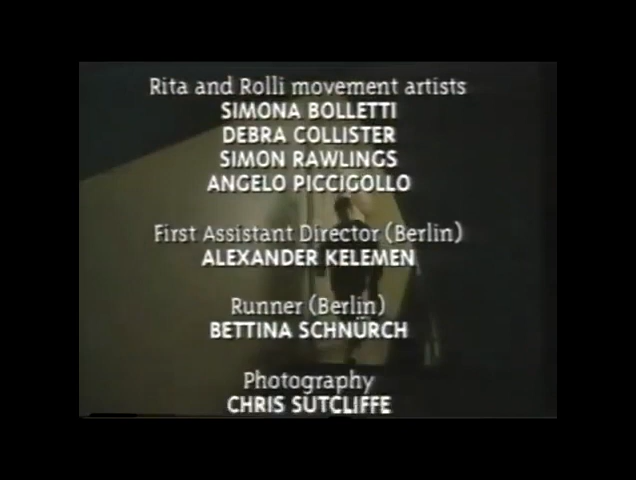 Rita and Rolli movement artists
SIMONA BOLLETTI
DEBRA COLLISTER
SIMON RAWLINGS
ANGELO PICCIGOLLO
First Assistant Director (Berlin)
ALEXANDER KELEMEN
Runner (Berlin)
BETTINA SCHNÜRCH
Photography
CHRIS SUTCLIFFE